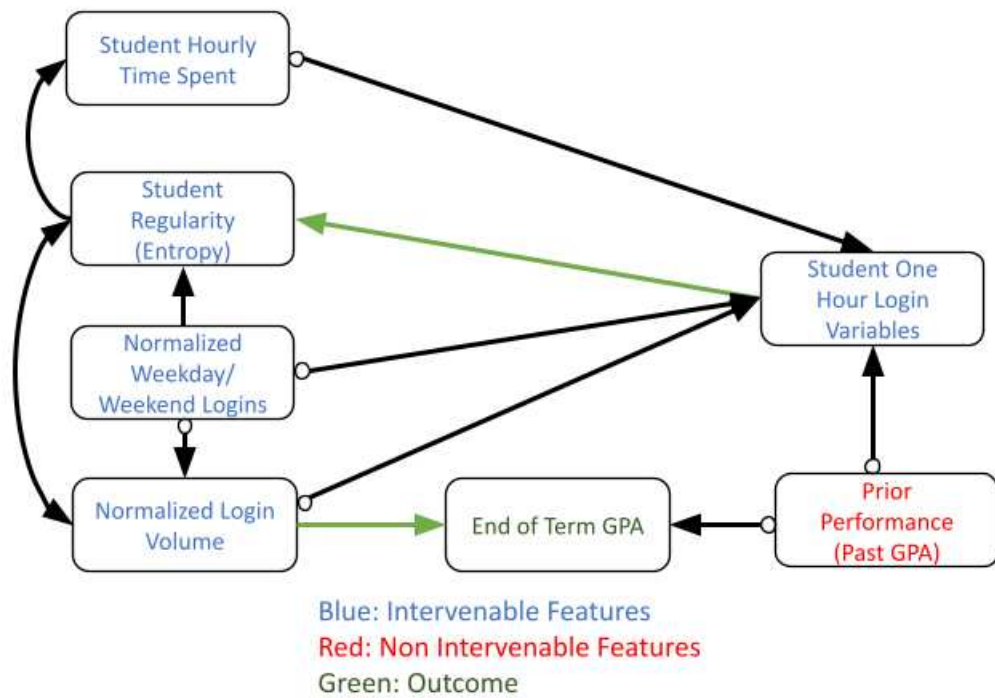 Student Hourly
Time Spent
Student
Regularity
(Entropy)
Student One
Hour Login
Variables
Normalized
Weekday/
Weekend Logins
Normalized Login
Volume
End of Term GPA
Prior
Performance
(Past GPA)
Blue: Intervenable Features
Red: Non Intervenable Features
Green: Outcome